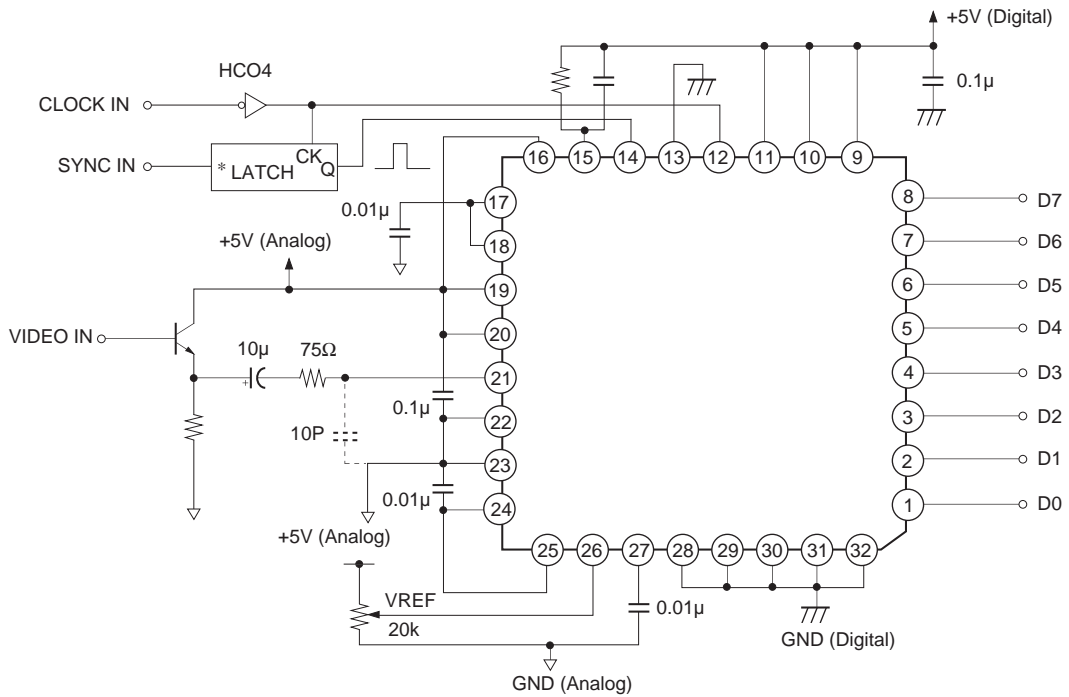 +5V (Digital)
HCO4
0.1µ
CLOCK IN
SYNC IN
* LATCH
CK
Q
16
15
14
13
12
11
10
9
17
8
D7
0.01µ
18
7
D6
+5V (Analog)
19
6
D5
20
5
D4
VIDEO IN
10µ
75Ω
21
4
D3
0.1µ
22
3
D2
10P
23
2
D1
0.01µ
24
1
D0
+5V (Analog)
25
26
27
28
29
30
31
32
VREF
20k
0.01µ
GND (Digital)
GND (Analog)